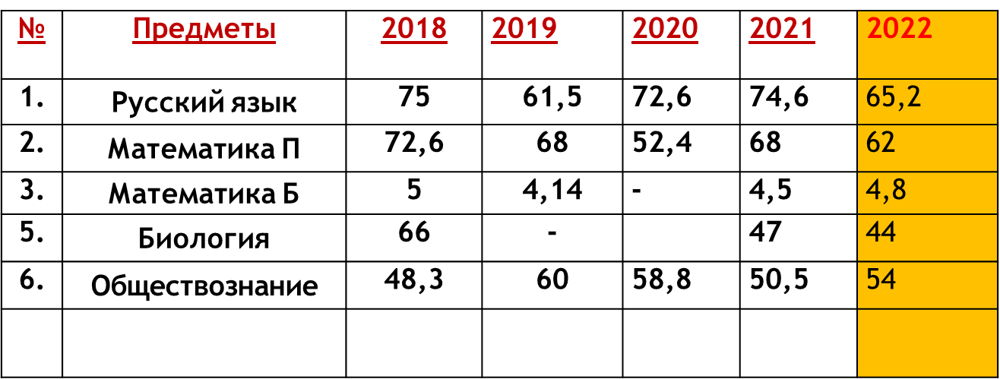 № Предметы 2018 2019 2020 2021 2022
1. Русский язык 75 61,5 72,6 74,6 65,2
2. Математика П 72,6 68 52,4 68 62
3. Математика Б 5 4,14 - 4,5 4,8
5. Биология 66 - 47 44
6. Обществознание 48,3 60 58,8 50,5 54